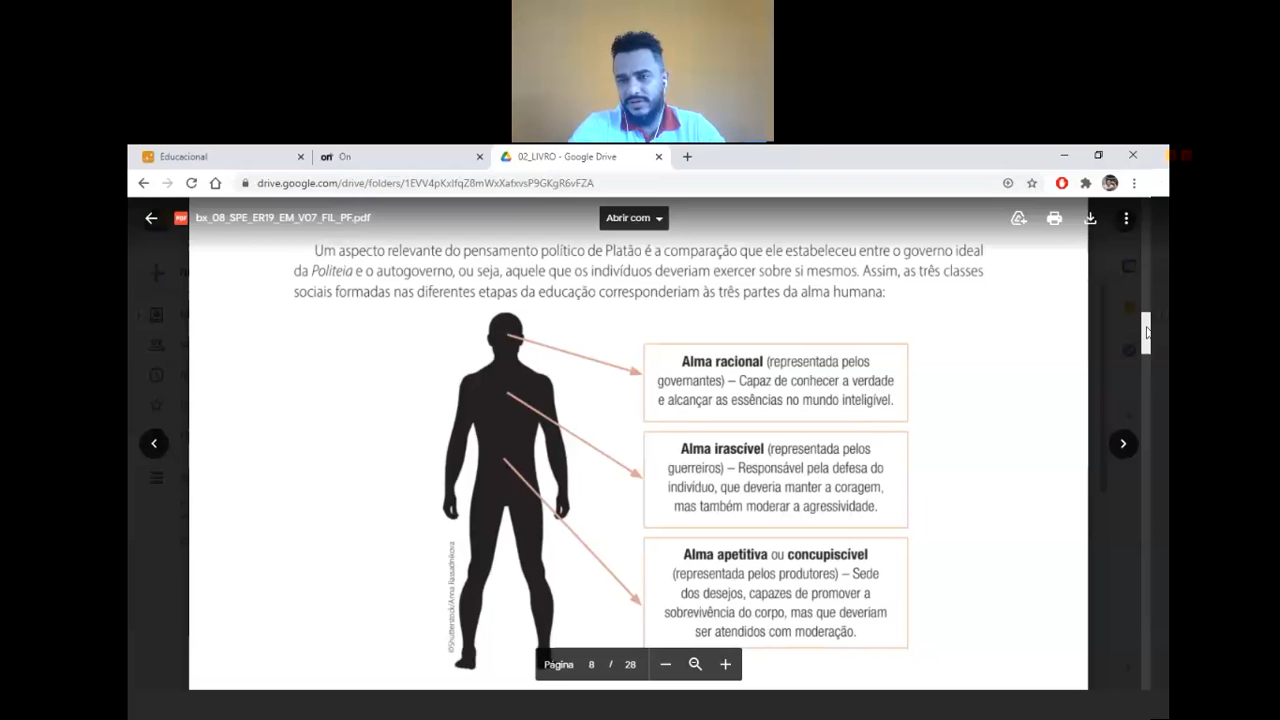 Educacional
On
02_LIVRO - Google Drive
drive.google.com/drive/folders/1EVV4pKxIfqZ8mWxXafxvsP9GKgR6vFZA
PDF
bx_08_SPE_ER19_EM_V07_FIL_PF.pdf
Abrir com
Um aspecto relevante do pensamento político de Platão é a comparação que ele estabeleceu entre o governo ideal
da Politeia e o autogoverno, ou seja, aquele que os indivíduos deveriam exercer sobre si mesmos. Assim, as três classes
sociais formadas nas diferentes etapas da educação corresponderiam às três partes da alma humana:
Alma racional (representada pelos
governantes) – Capaz de conhecer a verdade
e alcançar as essências no mundo inteligível.
Alma irascível (representada pelos
guerreiros) – Responsável pela defesa do
indivíduo, que deveria manter a coragem,
mas também moderar a agressividade.
Alma apetitiva ou concupiscível
(representada pelos produtores) – Sede
dos desejos, capazes de promover a
sobrevivência do corpo, mas que deveriam
ser atendidos com moderação.
©Shutterstock/Anna Rassadnikova
Página 8 / 28